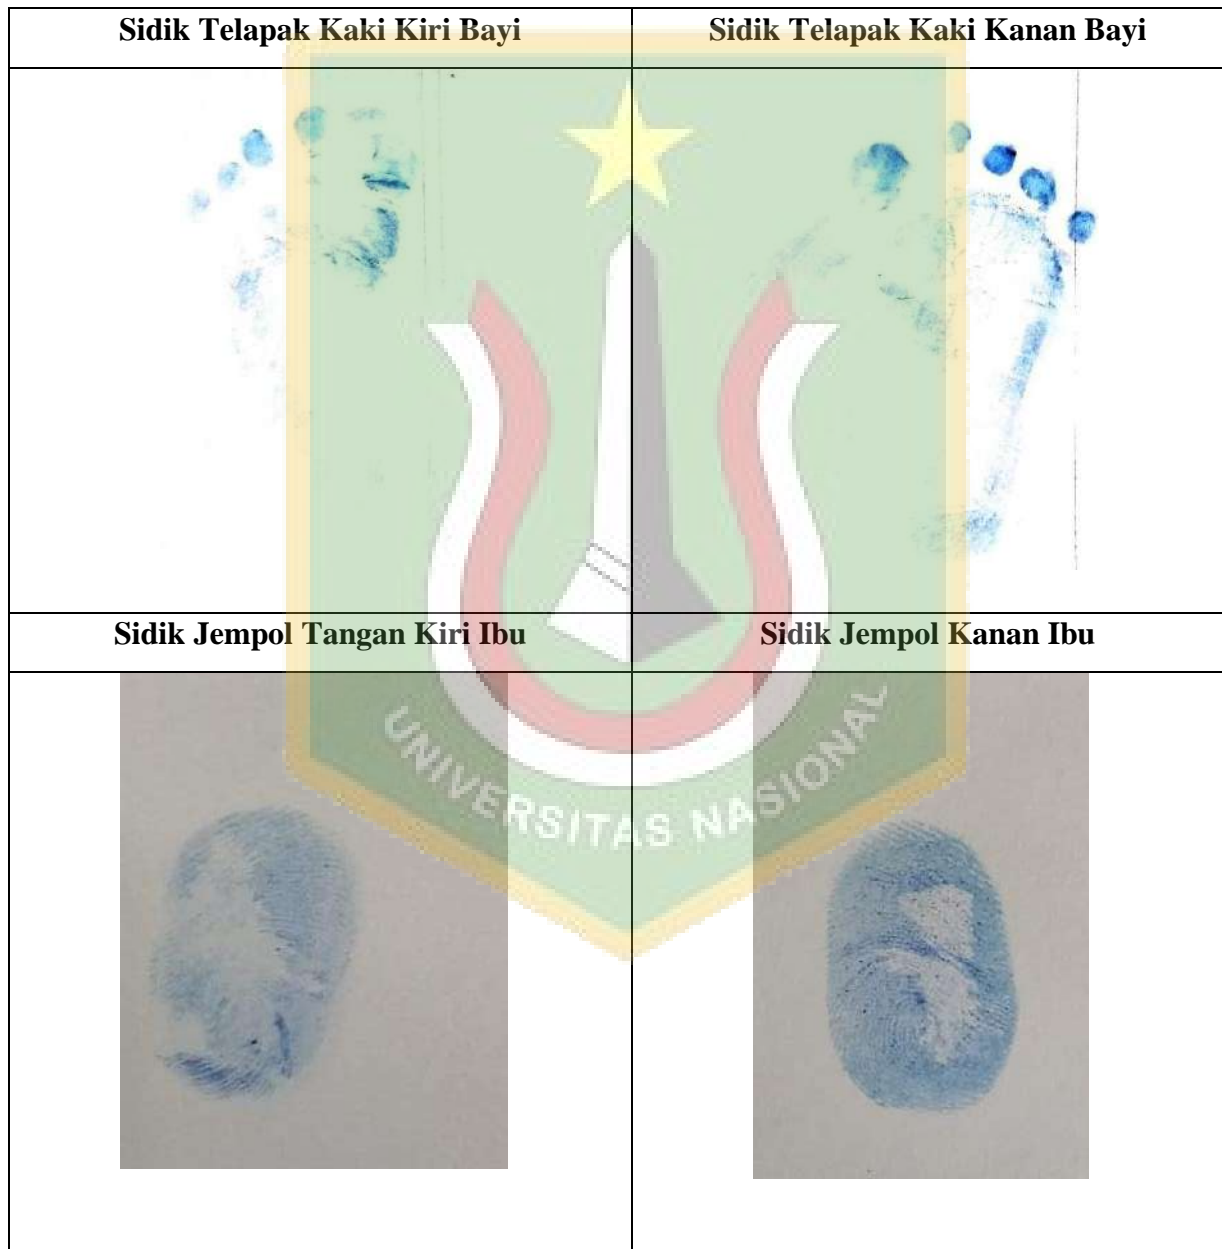 Sidik Telapak Kaki Kiri Bayi
Sidik Telapak Kaki Kanan Bayi
Sidik Jempol Tangan Kiri Ibu
Sidik Jempol Kanan Ibu
UNIVERSITAS NASIONAL